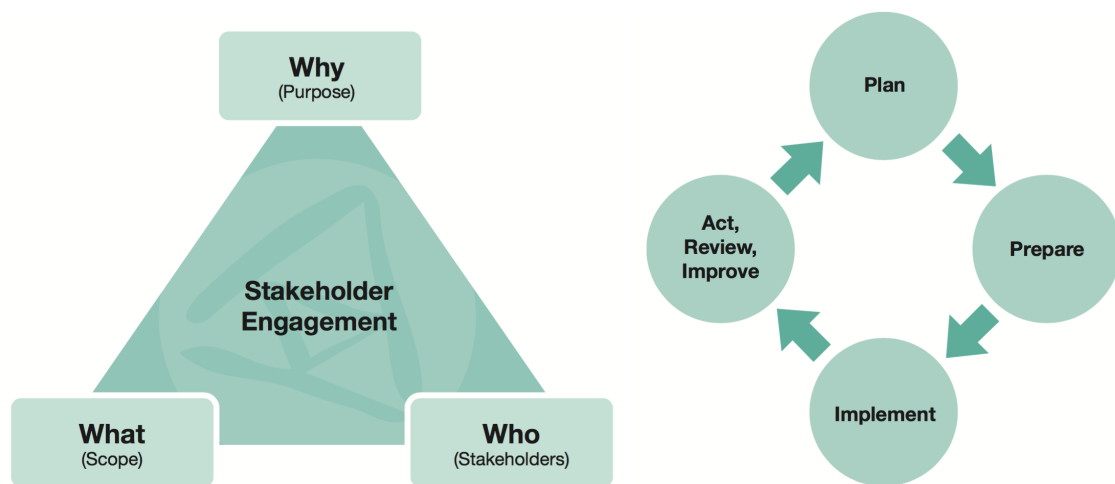 Why
(Purpose)
Stakeholder
Engagement
What
(Scope)
Who
(Stakeholders)
Plan
Prepare
Implement
Act,
Review,
Improve